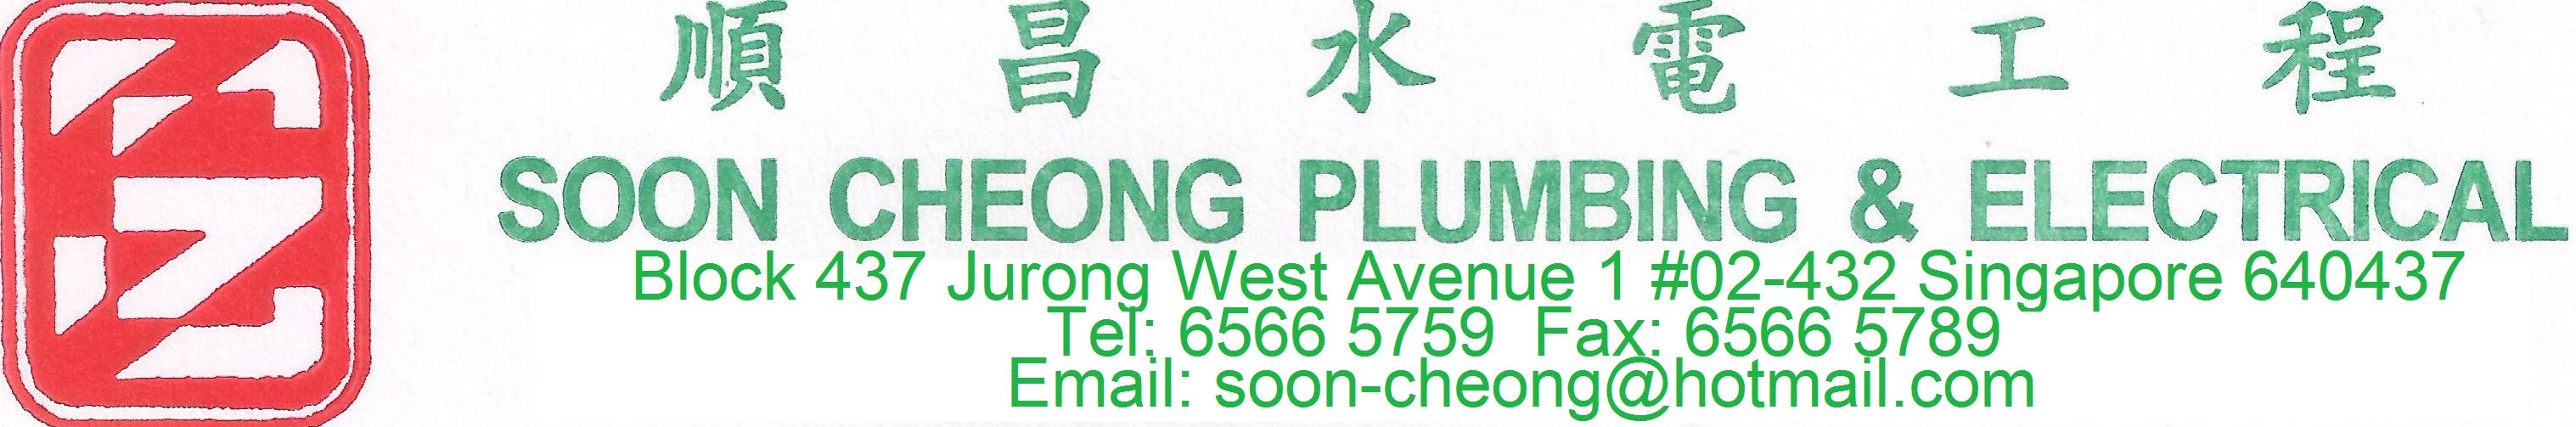 順昌水電工程
SOON CHEONG PLUMBING & ELECTRICAL
Block 437 Jurong West Avenue 1 #02-432 Singapore 640437
Tel: 6566 5759 Fax: 6566 5789
Email: soon-cheong@hotmail.com